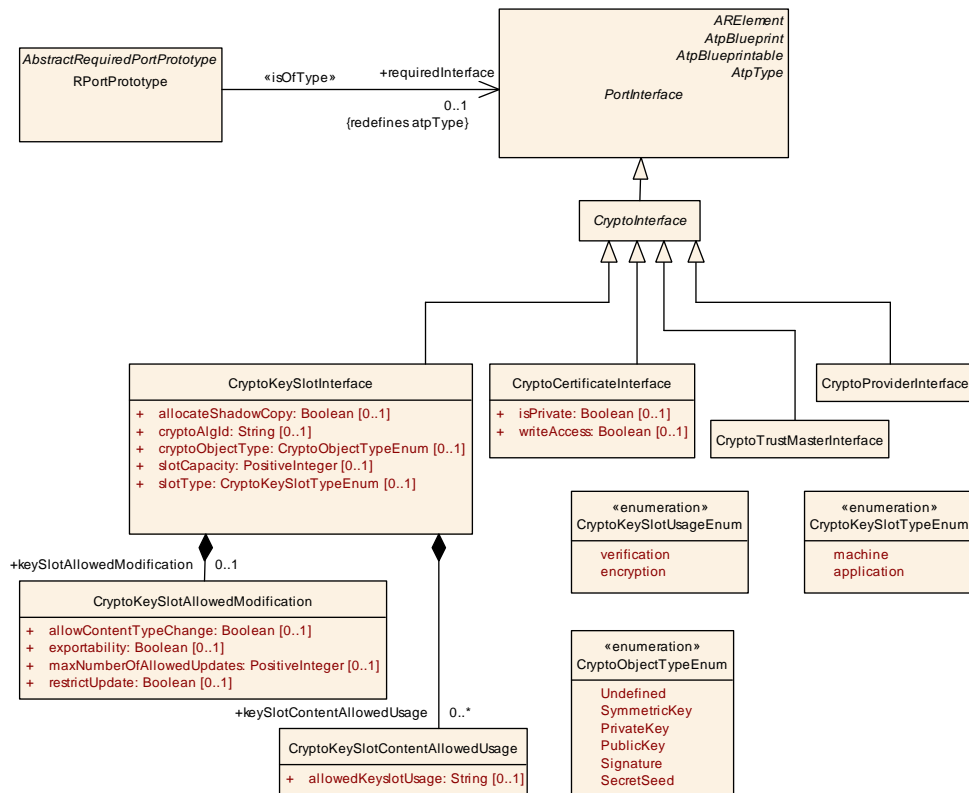 ARElement
AtpBlueprint
AtpBlueprintable
AtpType
PortInterface
AbstractRequiredPortPrototype
RPortPrototype
«isOfType»
+requiredInterface
0..1
{redefines atpType}
CryptoInterface
CryptoKeySlotInterface
+ allocateShadowCopy: Boolean [0..1]
+ cryptoAlgId: String [0..1]
+ cryptoObjectType: CryptoObjectTypeEnum [0..1]
+ slotCapacity: PositiveInteger [0..1]
+ slotType: CryptoKeySlotTypeEnum [0..1]
CryptoCertificateInterface
+ isPrivate: Boolean [0..1]
+ writeAccess: Boolean [0..1]
CryptoProviderInterface
CryptoTrustMasterInterface
«enumeration»
CryptoKeySlotUsageEnum
verification
encryption
«enumeration»
CryptoKeySlotTypeEnum
machine
application
+keySlotAllowedModification
0..1
CryptoKeySlotAllowedModification
+ allowContentTypeChange: Boolean [0..1]
+ exportability: Boolean [0..1]
+ maxNumberOfAllowedUpdates: PositiveInteger [0..1]
+ restrictUpdate: Boolean [0..1]
«enumeration»
CryptoObjectTypeEnum
Undefined
SymmetricKey
PrivateKey
PublicKey
Signature
SecretSeed
+keySlotContentAllowedUsage
0..*
CryptoKeySlotContentAllowedUsage
+ allowedKeyslotUsage: String [0..1]